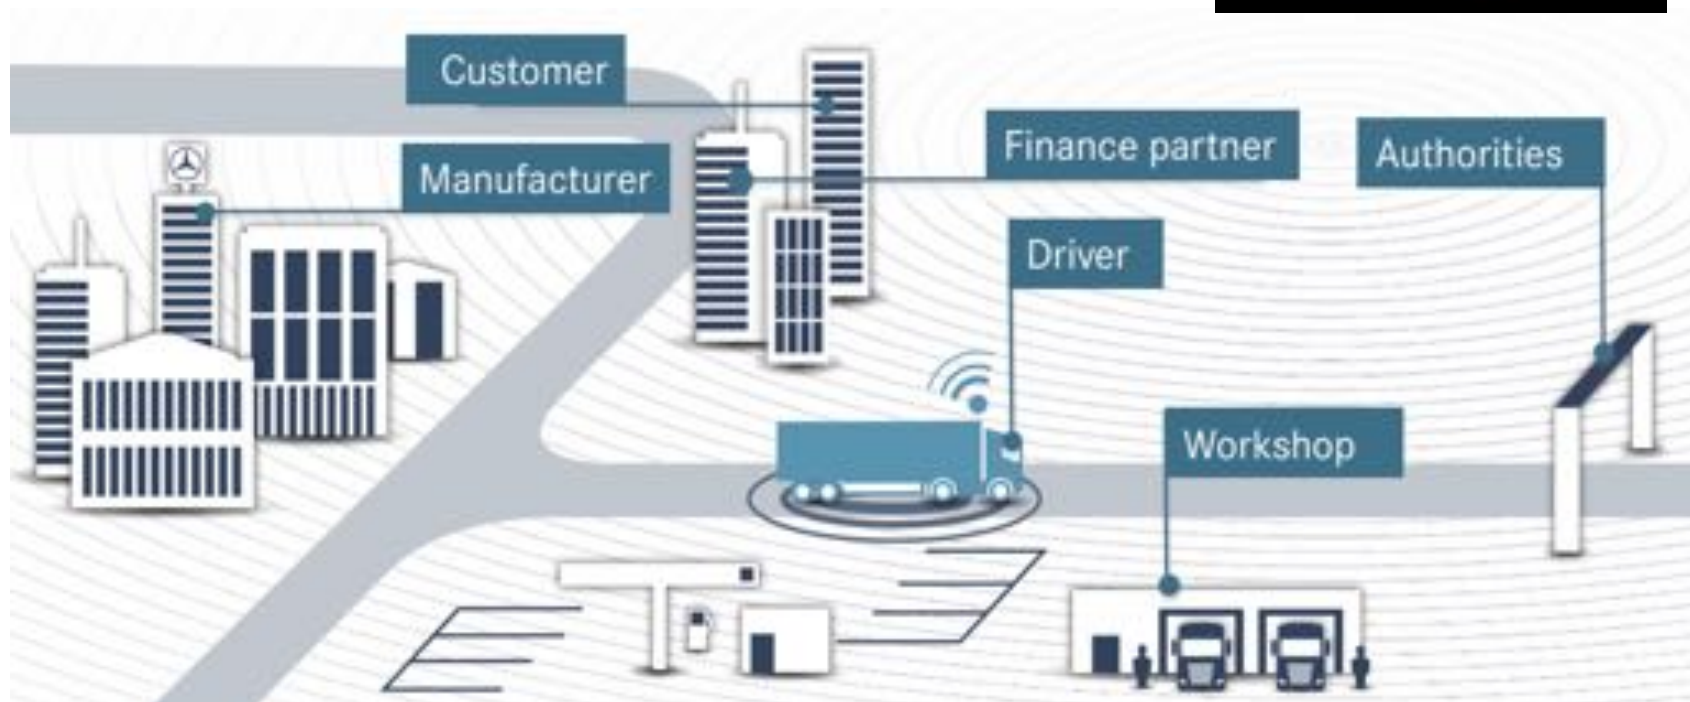 Customer
Finance partner
Authorities
Manufacturer
Driver
Workshop